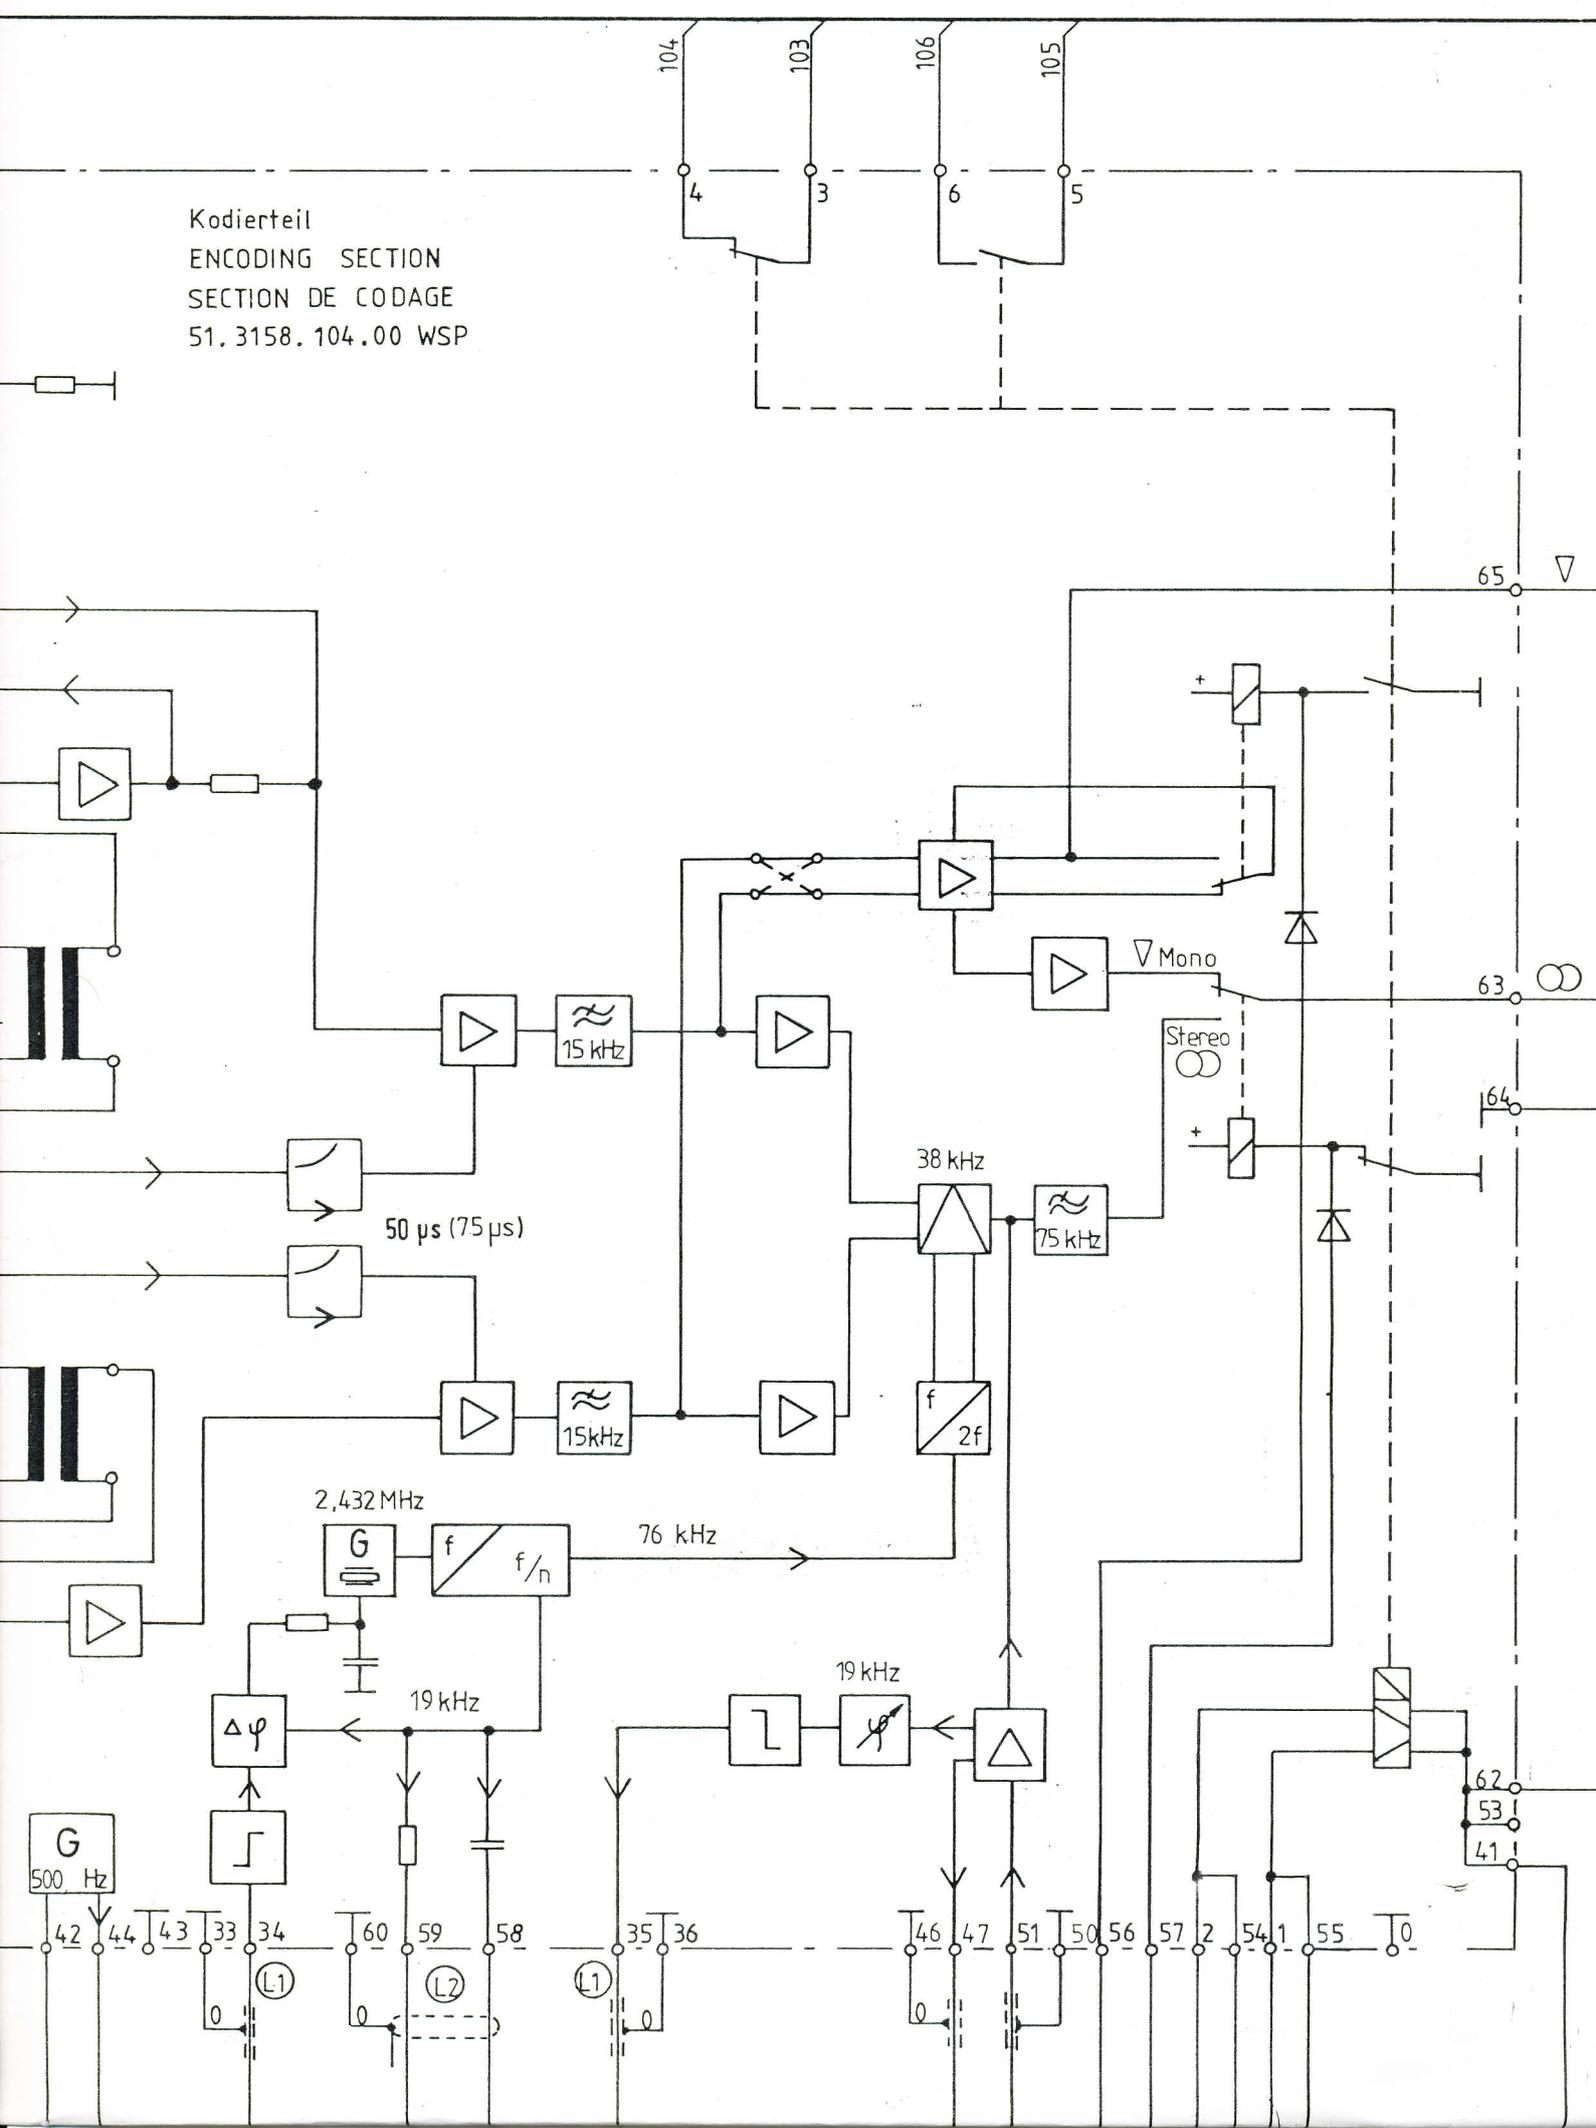 104
103
106
105
4
3
6
5
Kodierteil
ENCODING SECTION
SECTION DE CODAGE
51.3158.104.00 WSP
65
+
Mono
63
Stereo
15 kHz
64
+
38 kHz
75 kHz
50 µs (75 µs)
f
2f
15kHz
2,432MHz
G
f
f/n
76 kHz
19 kHz
19 kHz
Δφ
φ
62
53
41
G
500 Hz
42
44
43
33
34
60
59
58
35
36
46
47
51
50
56
57
2
54
1
55
0
L1
L2
L1
0
0
0
0